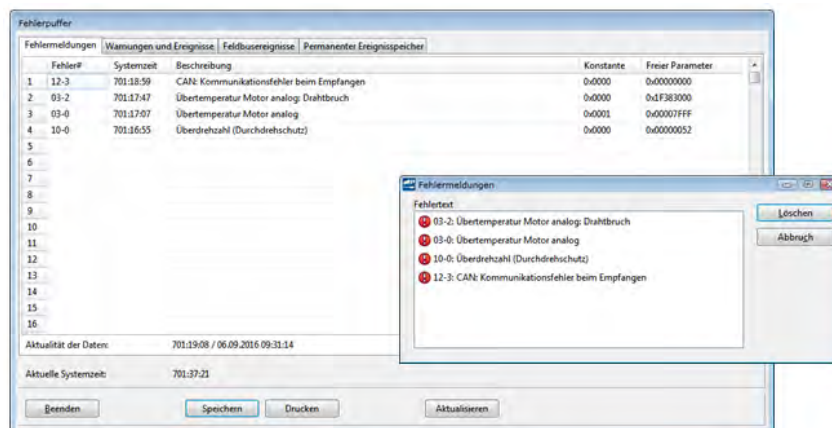 Fehlerpuffer
Fehlermeldungen Warnungen und Ereignisse Feldbusereignisse Permanenter Ereignisspeicher
Fehler# Systemzeit Beschreibung Konstante Freier Parameter
1 12-3 701:18:59 CAN: Kommunikationsfehler beim Empfangen 0x0000 0x00000000
2 03-2 701:17:47 Übertemperatur Motor analog: Drahtbruch 0x0000 0x1F383000
3 03-0 701:17:07 Übertemperatur Motor analog 0x0001 0x00007FFF
4 10-0 701:16:55 Überdrehzahl (Durchdrehschutz) 0x0000 0x00000052
5
6
7
8
9
10
11
12
13
14
15
16
Aktualität der Daten: 701:19:08 / 06.09.2016 09:31:14
Aktuelle Systemzeit: 701:37:21
Beenden Speichern Drucken Aktualisieren
Fehlermeldungen
Fehlertext
03-2: Übertemperatur Motor analog: Drahtbruch
03-0: Übertemperatur Motor analog
10-0: Überdrehzahl (Durchdrehschutz)
12-3: CAN: Kommunikationsfehler beim Empfangen
Löschen
Abbruch